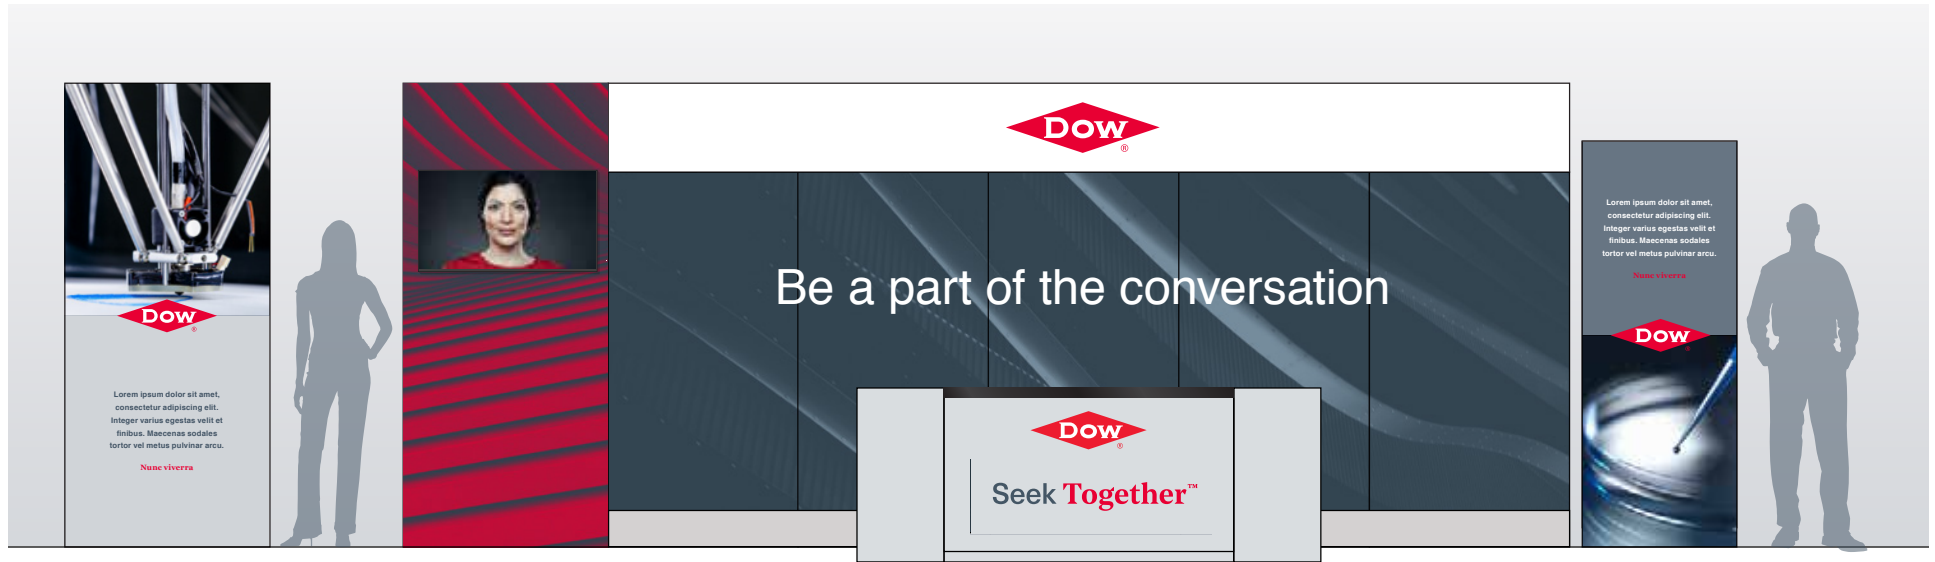 DOW
®
Lorem ipsum dolor sit amet,
consectetur adipiscing elit.
Integer varius egestas velit et
finibus. Maecenas sodales
tortor vel metus pulvinar arcu.
Nunc viverra
DOW
®
Be a part of the conversation
DOW
®
Seek Together™
Lorem ipsum dolor sit amet,
consectetur adipiscing elit.
Integer varius egestas velit et
finibus. Maecenas sodales
tortor vel metus pulvinar arcu.
Nunc viverra
DOW